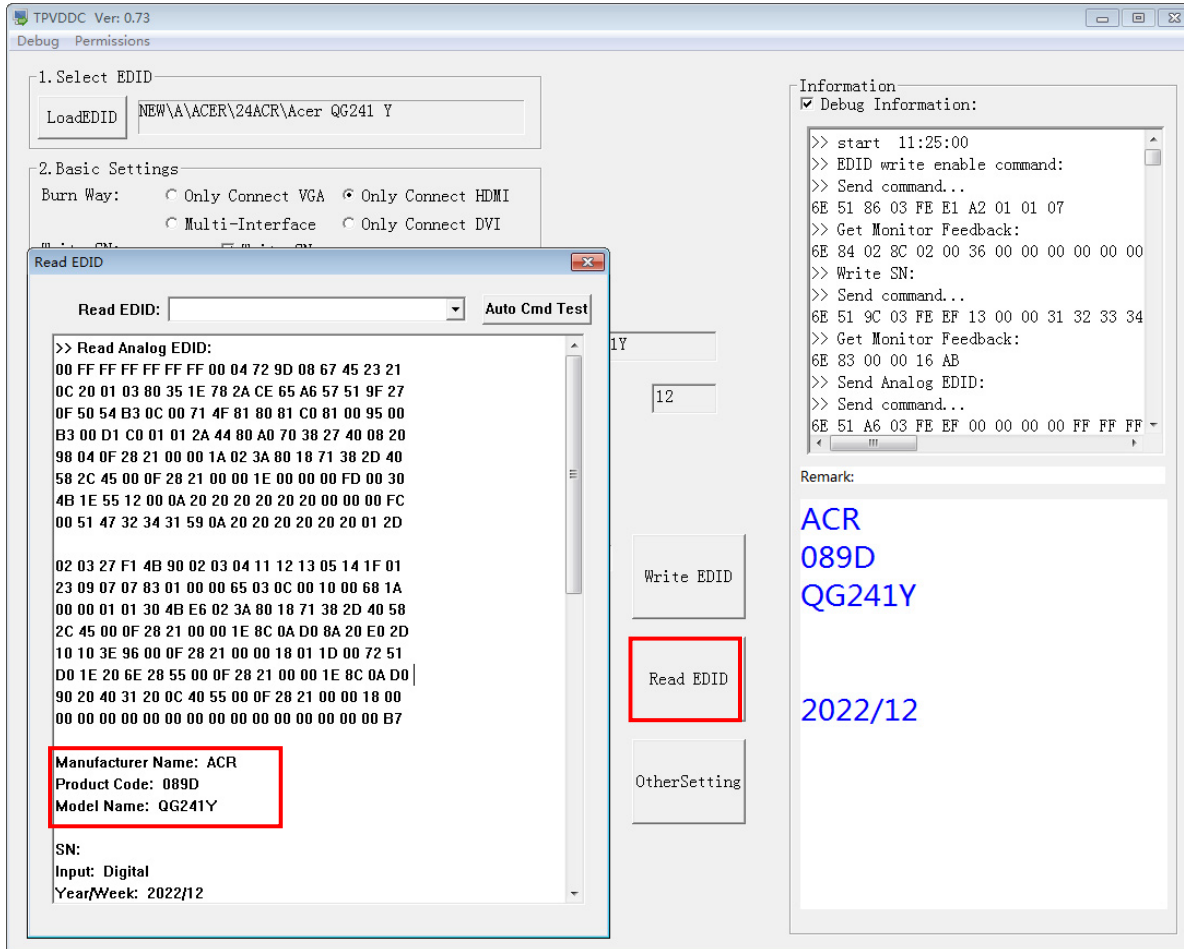 TPVDDC Ver: 0.73
Debug Permissions
1.Select EDID
LoadEDID
NEW\A\ACER\24ACR\Acer QG241 Y
2.Basic Settings
Burn Way: Only Connect VGA Only Connect HDMI
Multi-Interface Only Connect DVI
Read EDID
Read EDID: Auto Cmd Test
>> Read Analog EDID:
00 FF FF FF FF FF FF 00 04 72 9D 08 67 45 23 21
0C 20 01 03 80 35 1E 78 2A CE 65 A6 57 51 9F 27
0F 50 54 B3 0C 00 71 4F 81 80 81 C0 81 00 95 00
B3 00 D1 C0 01 01 2A 44 80 A0 70 38 27 40 08 20
98 04 0F 28 21 00 00 1A 02 3A 80 18 71 38 2D 40
58 2C 45 00 0F 28 21 00 00 1E 00 00 00 FD 00 30
4B 1E 55 12 00 0A 20 20 20 20 20 20 00 00 00 FC
00 51 47 32 34 31 59 0A 20 20 20 20 20 20 01 2D
02 03 27 F1 4B 90 02 03 04 11 12 13 05 14 1F 01
23 09 07 07 83 01 00 00 65 03 0C 00 10 00 68 1A
00 00 01 01 30 4B E6 02 3A 80 18 71 38 2D 40 58
2C 45 00 0F 28 21 00 00 1E 8C 0A D0 8A 20 E0 2D
10 10 3E 96 00 0F 28 21 00 00 18 01 1D 00 72 51
D0 1E 20 6E 28 55 00 0F 28 21 00 00 1E 8C 0A D0
90 20 40 31 20 0C 40 55 00 0F 28 21 00 00 18 00
00 00 00 00 00 00 00 00 00 00 00 00 00 00 00 B7
Manufacturer Name: ACR
Product Code: 089D
Model Name: QG241Y
SN:
Input: Digital
Year/Week: 2022/12
1Y
12
Write EDID
Read EDID
OtherSetting
Information
Debug Information:
>> start 11:25:00
>> EDID write enable command:
>> Send command...
6E 51 86 03 FE E1 A2 01 01 07
>> Get Monitor Feedback:
6E 84 02 8C 02 00 36 00 00 00 00 00 00
>> Write SN:
>> Send command...
6E 51 9C 03 FE EF 13 00 00 31 32 33 34
>> Get Monitor Feedback:
6E 83 00 00 16 AB
>> Send Analog EDID:
>> Send command...
6E 51 A6 03 FE EF 00 00 00 00 FF FF FF
Remark:
ACR
089D
QG241Y
2022/12